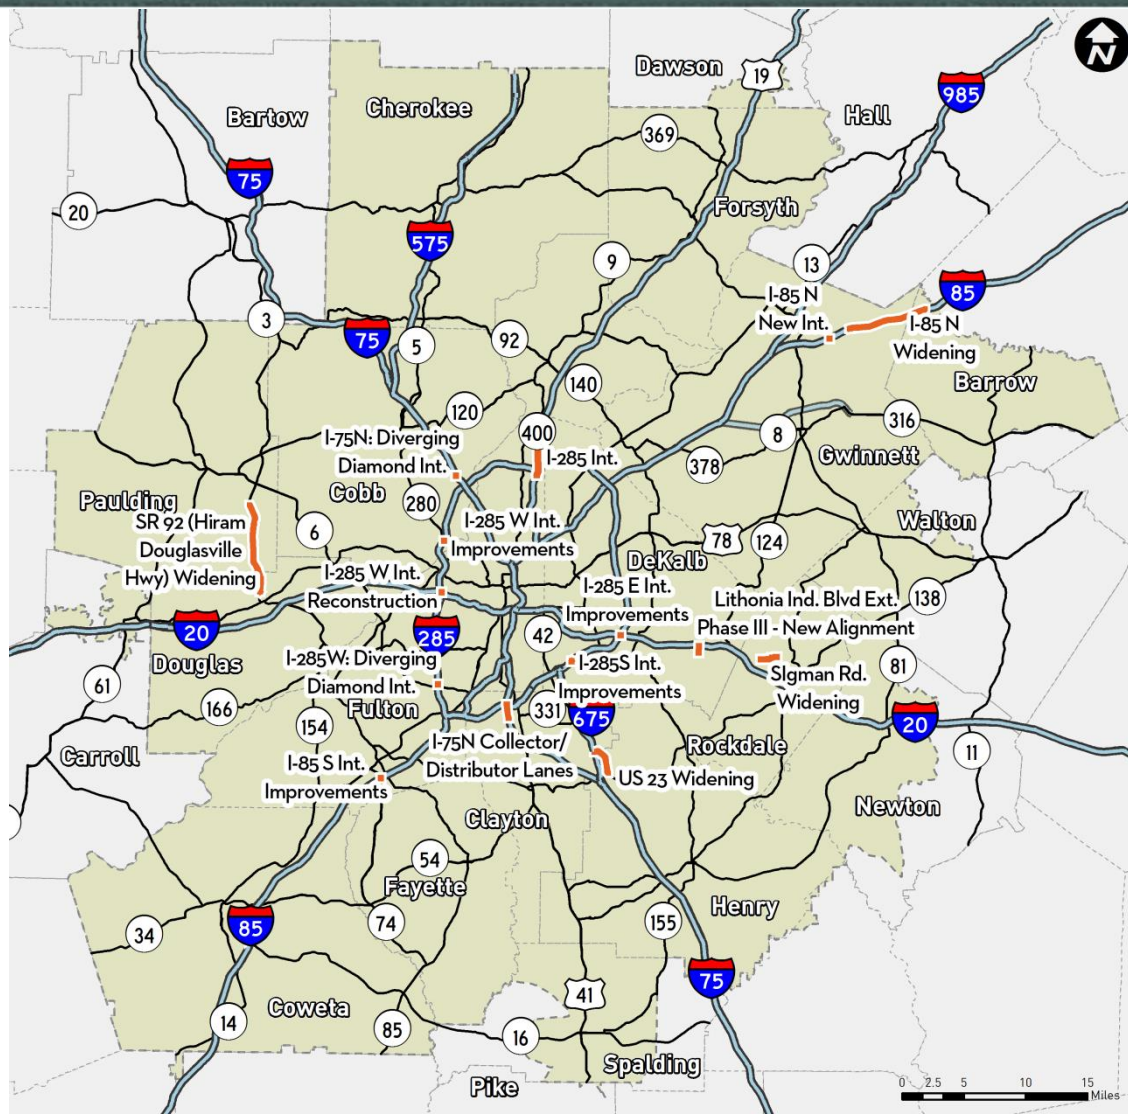 N
Dawson
19
Hall
985
Cherokee
Bartow
369
75
20
Forsyth
575
9
13
85
I-85 N
New Int.
I-85 N
Widening
3
75
5
92
Barrow
140
120
400
316
8
I-75N: Diverging
Diamond Int.
I-285 Int.
378
Gwinnett
Paulding
Cobb
280
SR 92 (Hiram
Douglasville
Hwy) Widening
6
I-285 W Int.
Improvements
78
124
Walton
DeKalb
I-285 W Int.
Reconstruction
I-285 E Int.
Improvements
Lithonia Ind. Blvd Ext.
Phase III - New Alignment
138
20
285
42
Douglas
I-285W: Diverging
Diamond Int.
I-285S Int.
Improvements
SIgman Rd.
Widening
81
61
166
Fulton
154
331
675
20
Carroll
I-75N Collector/
Distributor Lanes
Rockdale
11
I-85 S Int.
Improvements
US 23 Widening
Clayton
Newton
54
Fayette
Henry
34
85
74
155
75
41
Coweta
14
85
16
Spalding
Pike
0 2.5 5 10 15
Miles